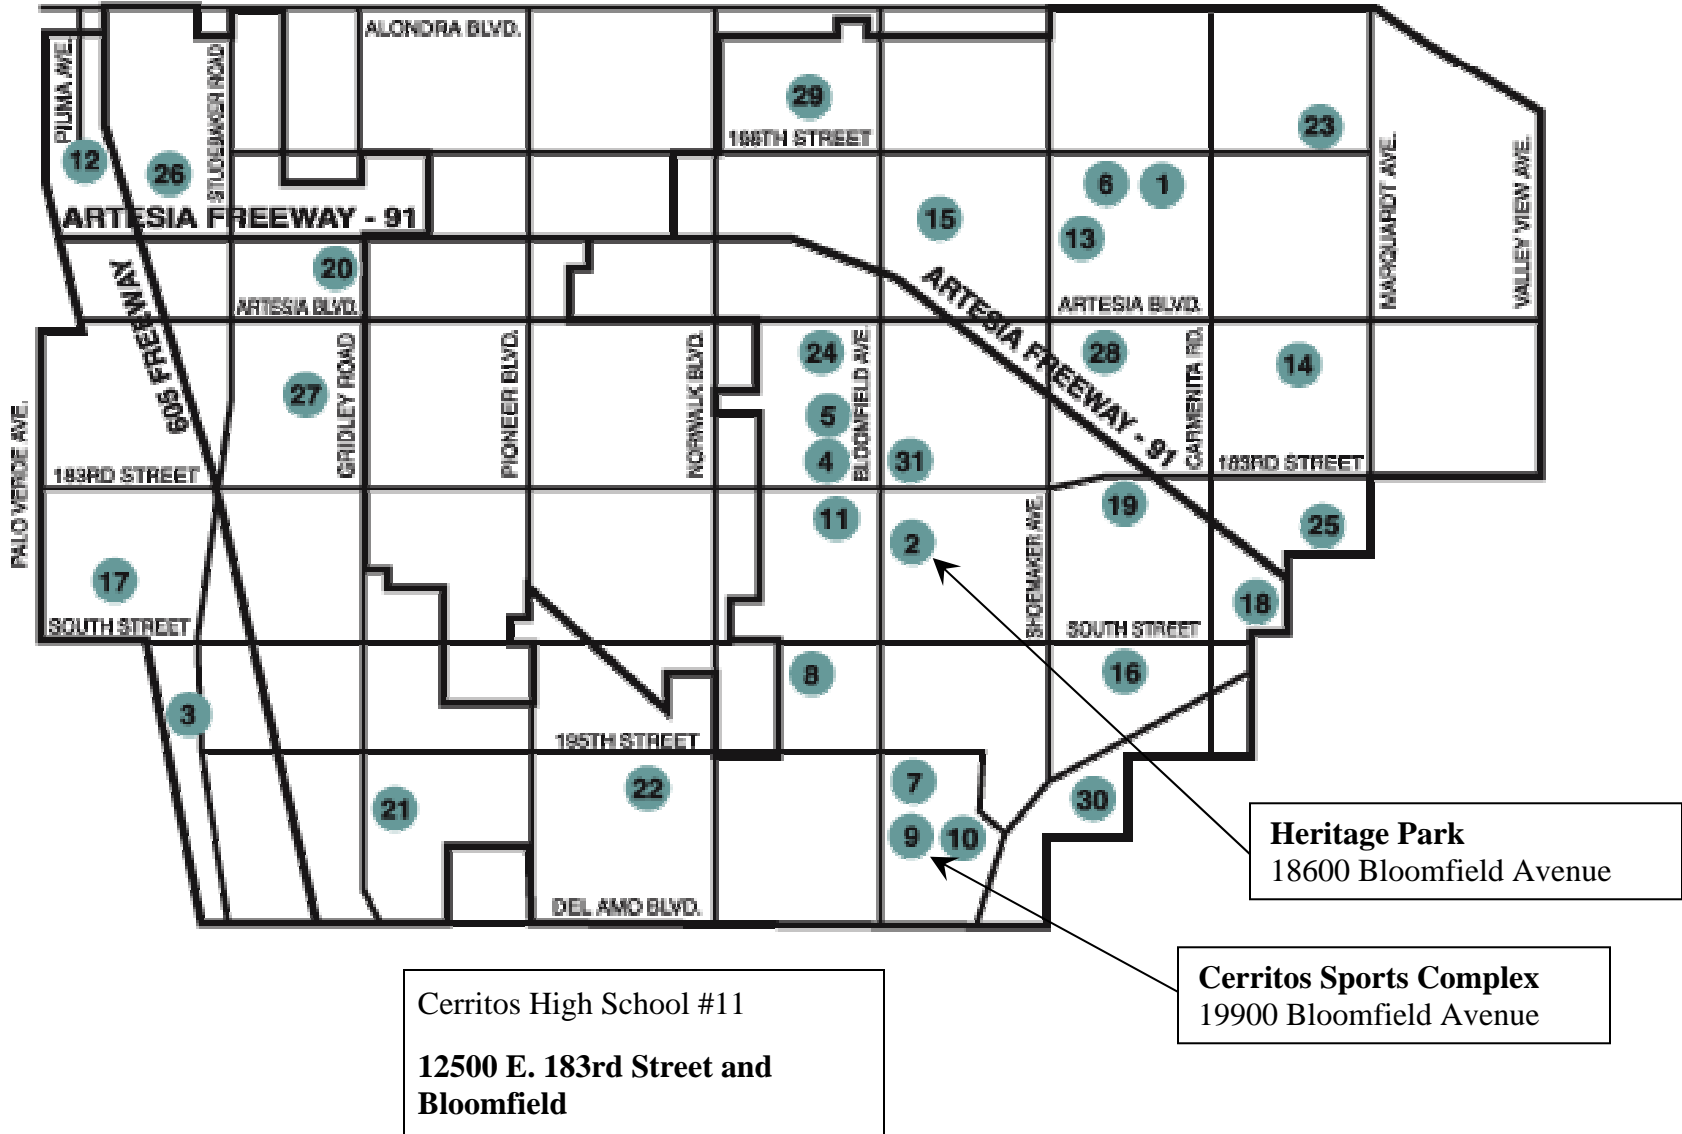 ALONDRA BLVD.
PIUMA AVE.
STUDEBAKER ROAD
29
23
166TH STREET
12
26
6
1
MARQUARDT AVE.
VALLEY VIEW AVE.
ARTESIA FREEWAY - 91
15
13
20
605 FREEWAY
ARTESIA FREEWAY - 91
ARTESIA BLVD.
ARTESIA BLVD.
GRIDLEY ROAD
PIONEER BLVD.
NORWALK BLVD.
24
BLOOMFIELD AVE.
28
CARMENITA RD.
14
27
5
PALO VERDE AVE.
183RD STREET
4
31
183RD STREET
11
2
SHOEMAKER AVE.
19
25
17
18
SOUTH STREET
SOUTH STREET
8
16
3
195TH STREET
21
22
7
30
9
10
DEL AMO BLVD.
Heritage Park
18600 Bloomfield Avenue
Cerritos Sports Complex
19900 Bloomfield Avenue
Cerritos High School #11
12500 E. 183rd Street and
Bloomfield